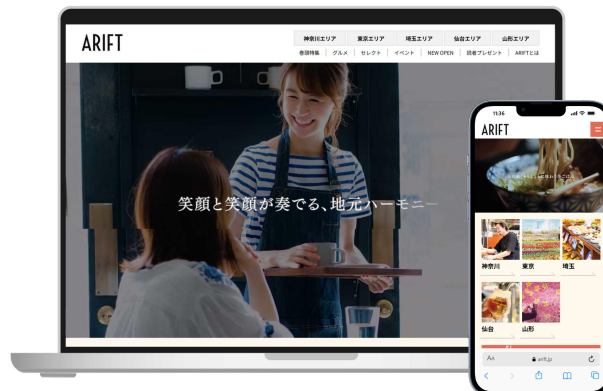 ARIFT
神奈川エリア 東京エリア 埼玉エリア 仙台エリア 山形エリア
巻頭特集 グルメ セレクト イベント NEW OPEN 読者プレゼント ARIFTとは
笑顔と笑顔が奏でる、地元ハーモニー
11:36
ARIFT
神奈川 東京 埼玉
仙台 山形
AA arift.jp